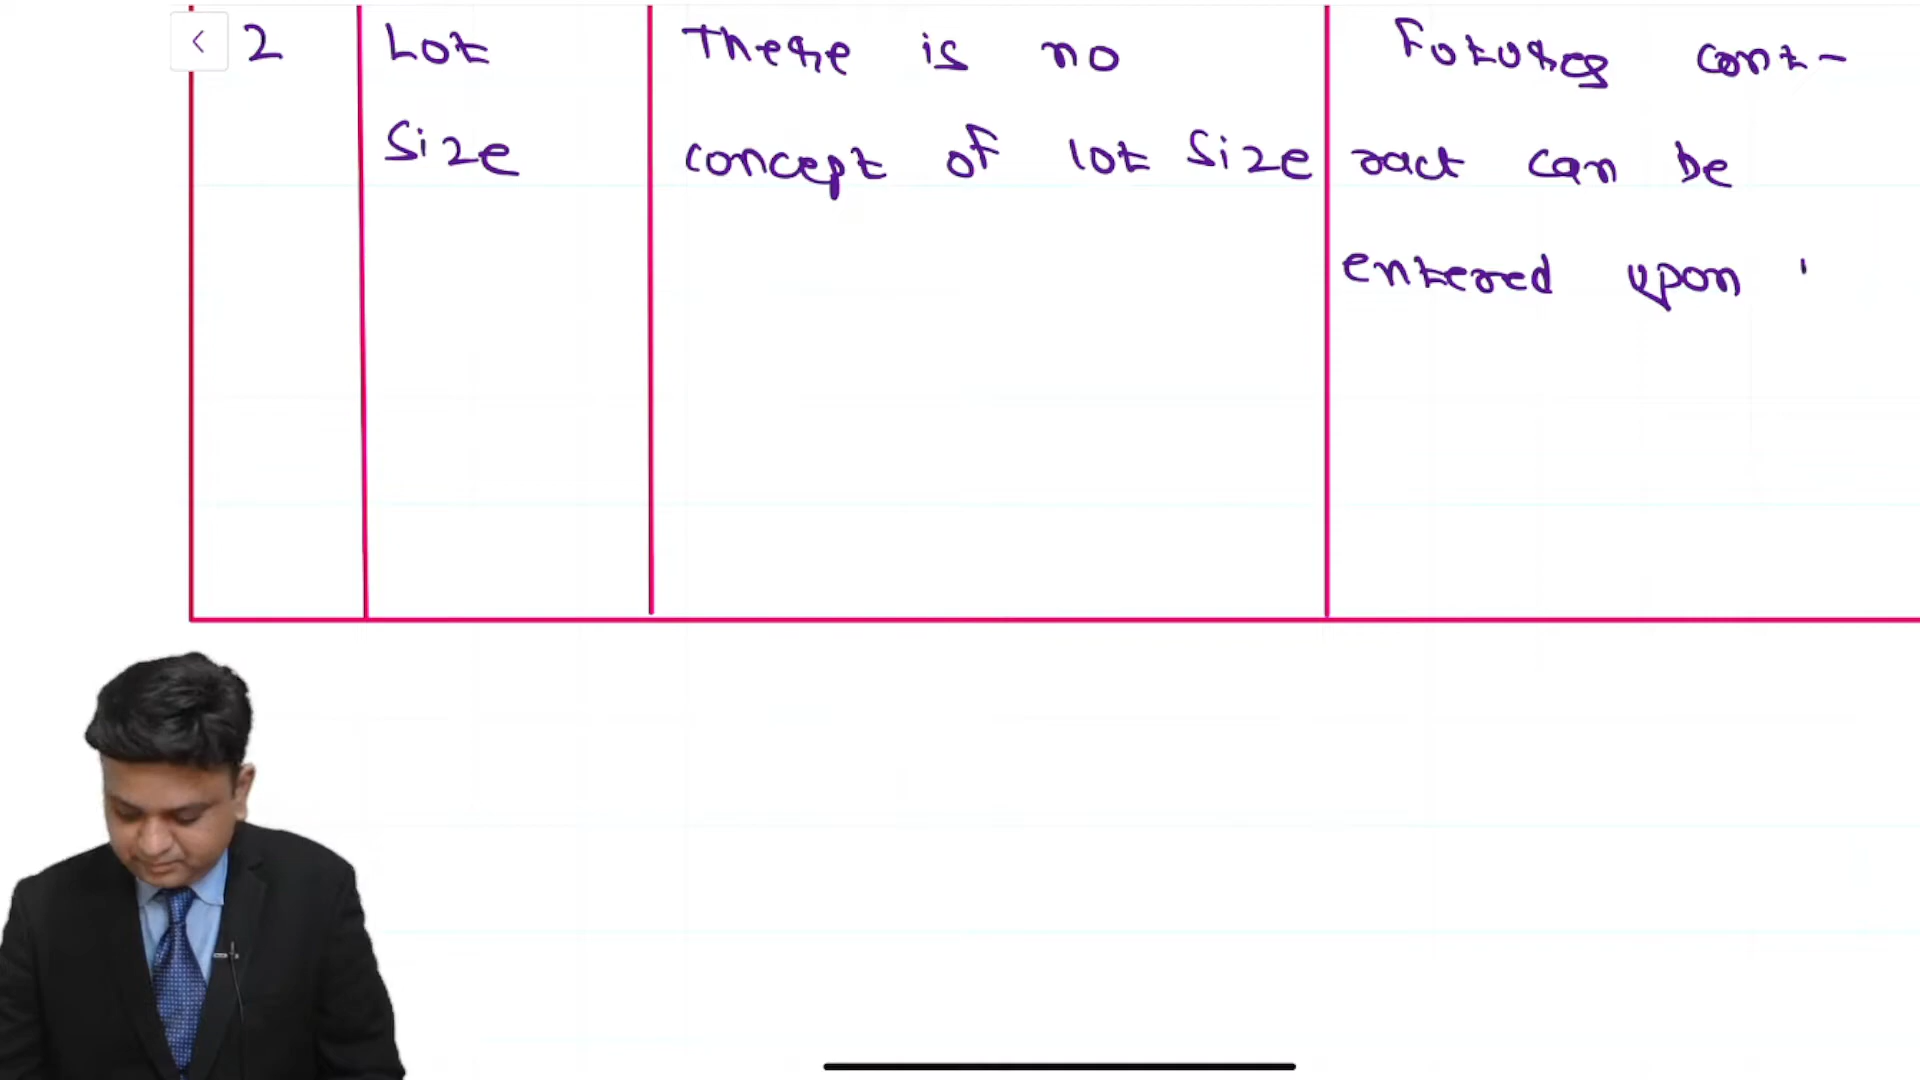 2 Lot There is no Futures cont-
Size concept of lot size ract can be
entered upon